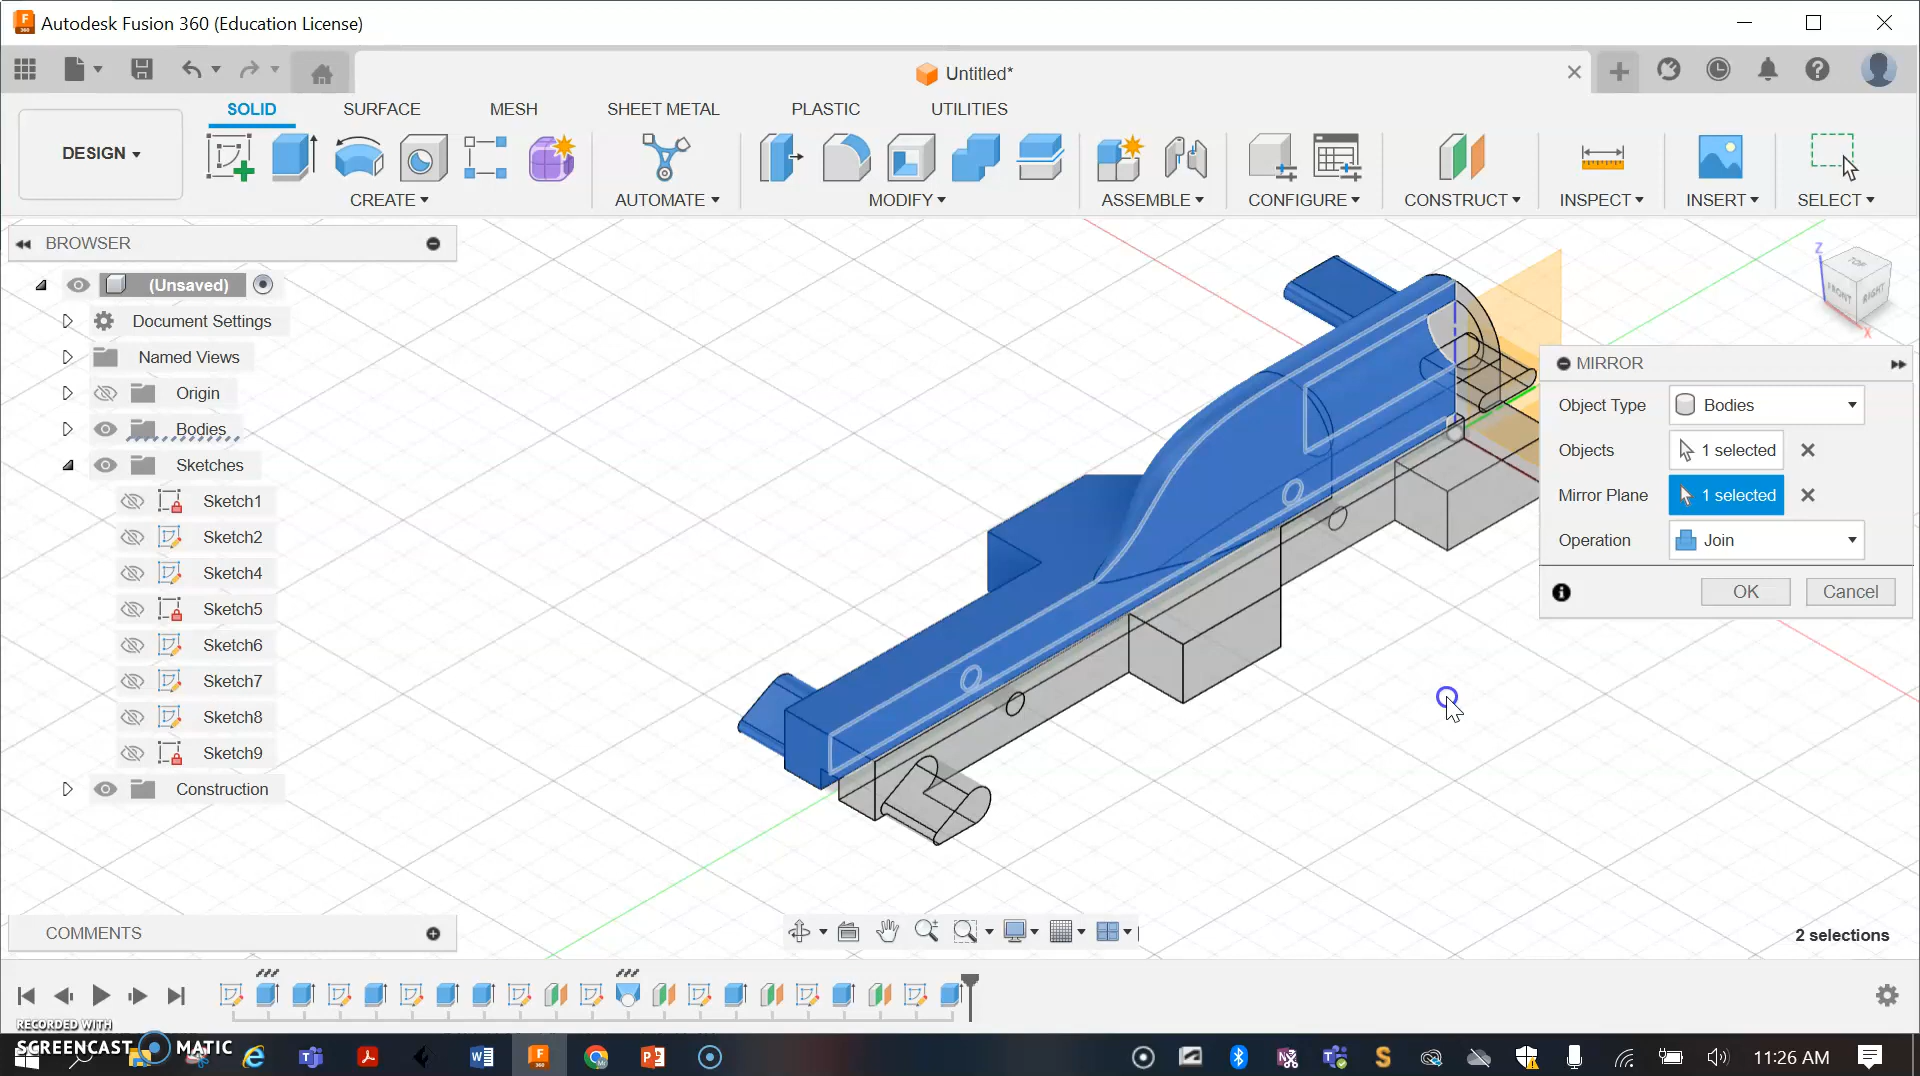 Autodesk Fusion 360 (Education License)
Untitled*
DESIGN
SOLID
SURFACE
MESH
SHEET METAL
PLASTIC
UTILITIES
CREATE
AUTOMATE
MODIFY
ASSEMBLE
CONFIGURE
CONSTRUCT
INSPECT
INSERT
SELECT
BROWSER
(Unsaved)
Document Settings
Named Views
Origin
Bodies
Sketches
Sketch1
Sketch2
Sketch4
Sketch5
Sketch6
Sketch7
Sketch8
Sketch9
Construction
Z
TOP
FRONT
RIGHT
X
MIRROR
Object Type
Bodies
Objects
1 selected
Mirror Plane
1 selected
Operation
Join
OK
Cancel
COMMENTS
2 selections
RECORDED WITH
SCREENCAST MATIC
11:26 AM